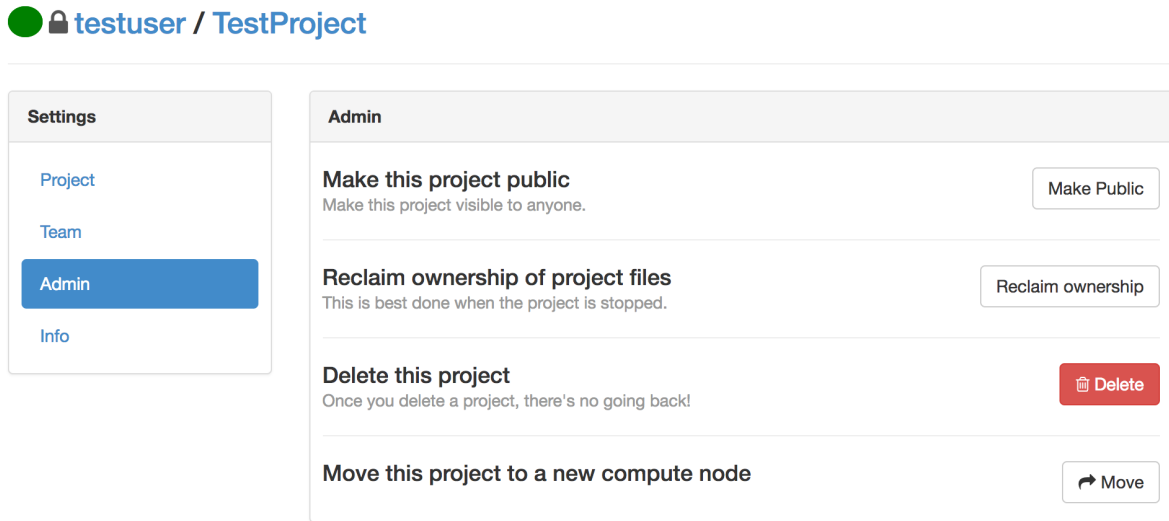 testuser / TestProject
Settings
Project
Team
Admin
Info
Admin
Make this project public
Make this project visible to anyone.
Make Public
Reclaim ownership of project files
This is best done when the project is stopped.
Reclaim ownership
Delete this project
Once you delete a project, there's no going back!
Delete
Move this project to a new compute node
Move